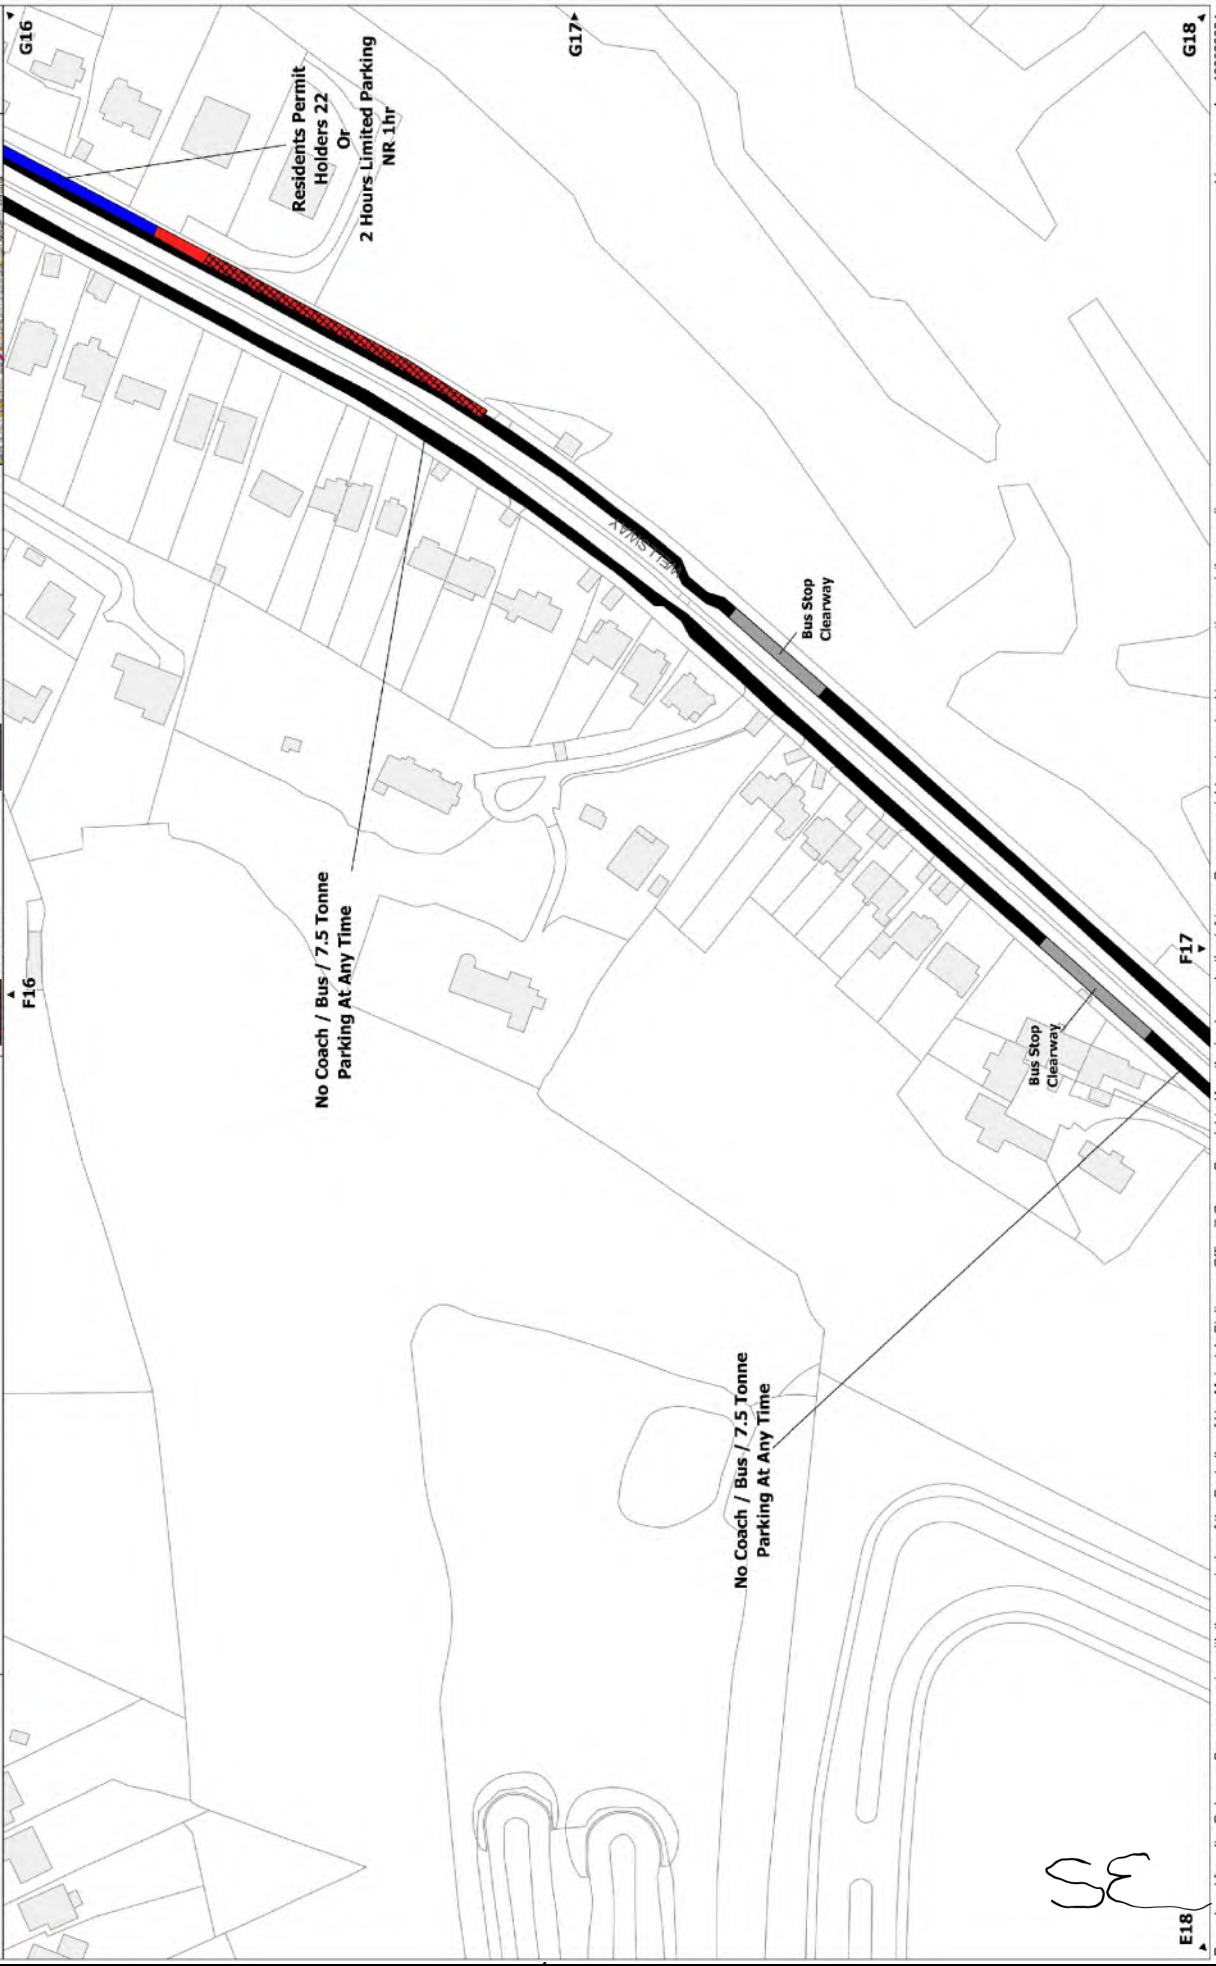 G16
G17
G18
Residents Permit
Holders 22
Or
2 Hours Limited Parking
NR 1hr
WELLSWAY
Bus Stop
Clearway
F16
No Coach / Bus / 7.5 Tonne
Parking At Any Time
F17
Bus Stop
Clearway
No Coach / Bus / 7.5 Tonne
Parking At Any Time
SE
E18